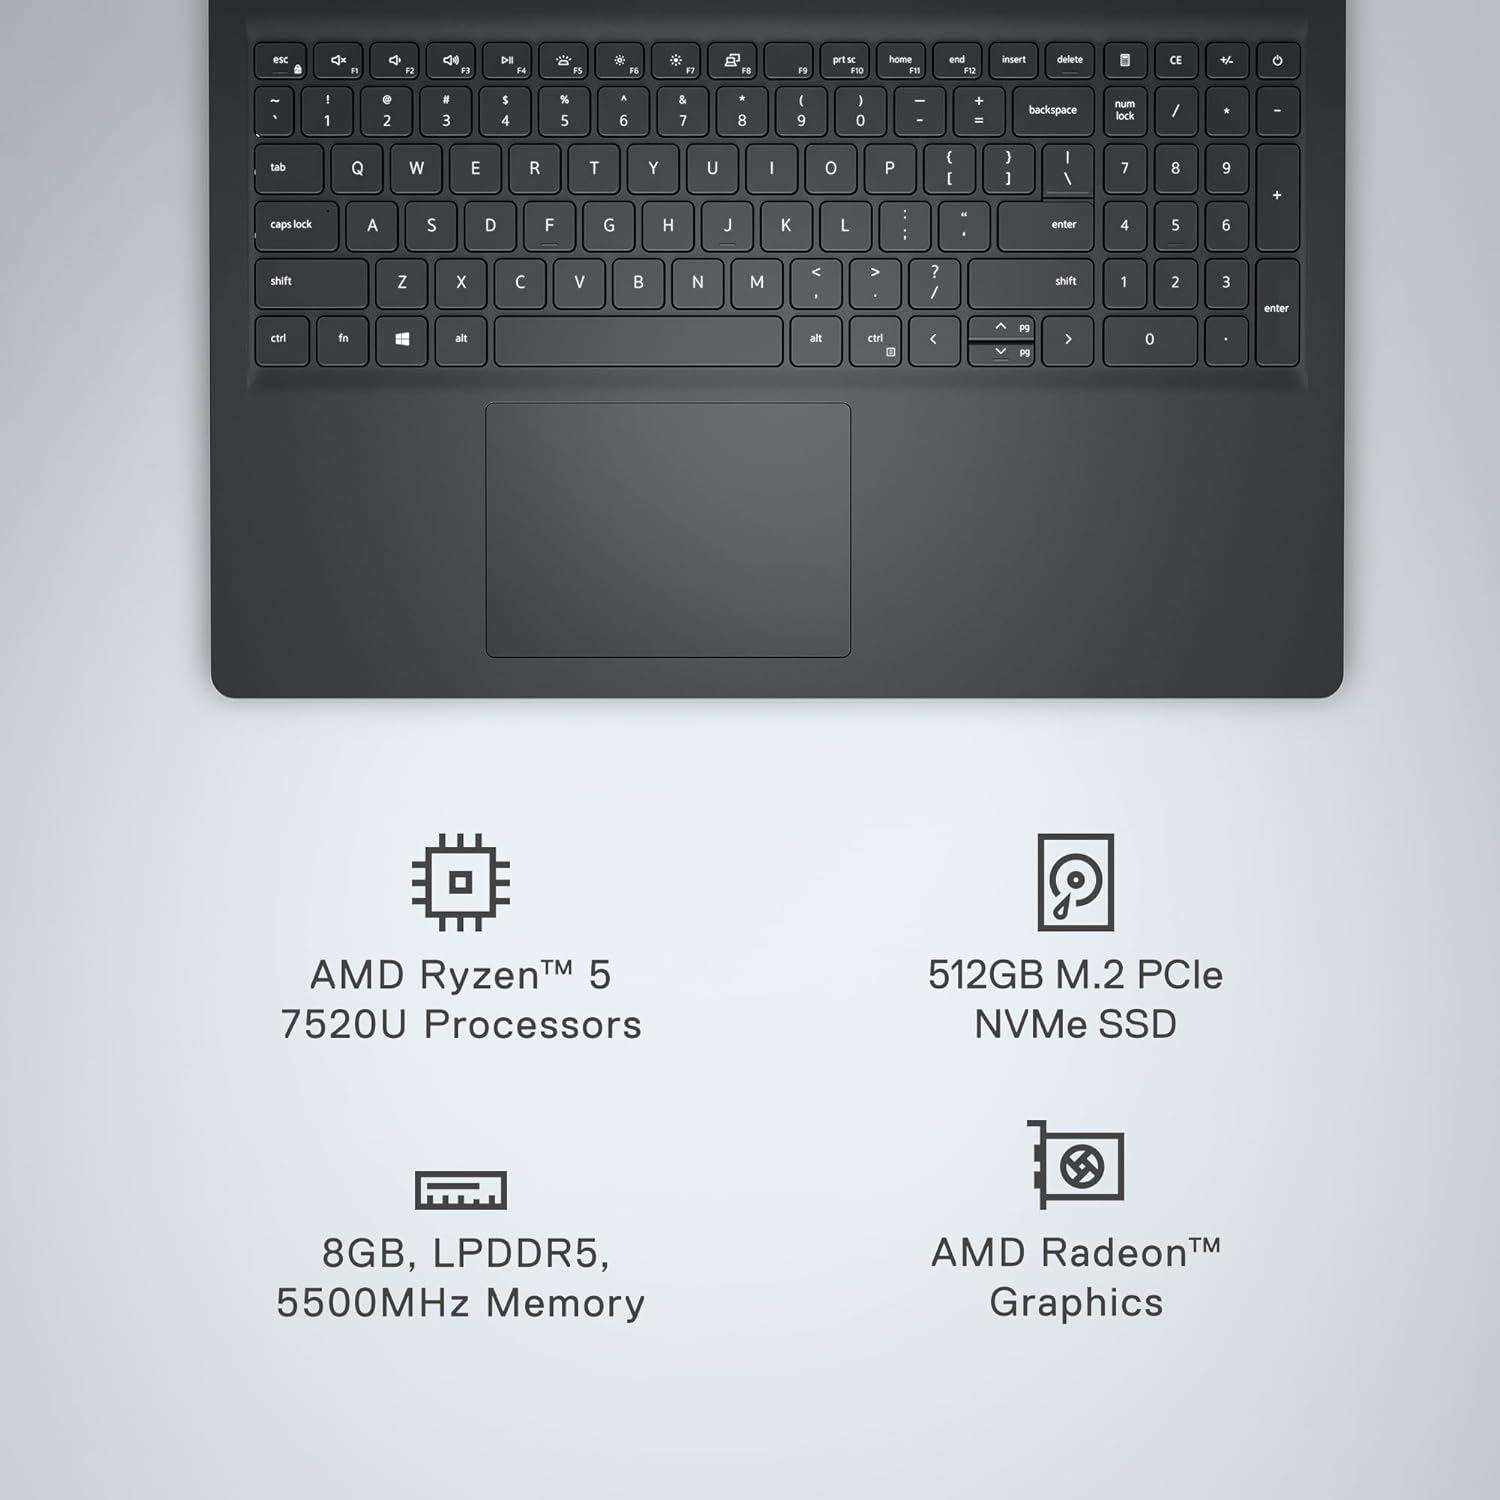 esc F1 F2 F3 F4 F5 F6 F7 F8 F9 prt sc F10 home F11 end F12 insert delete CE +/-
~ ` ! 1 @ 2 # 3 $ 4 % 5 ^ 6 & 7 * 8 ( 9 ) 0 — - + = backspace num lock / * -
tab Q W E R T Y U I O P { [ } ] | \ 7 8 9 +
caps lock A S D F G H J K L : ; “ ‘ enter 4 5 6
shift Z X C V B N M < , > . ? / shift 1 2 3 enter
ctrl fn alt alt ctrl < ^ pg > 0 .
pg
AMD Ryzen™ 5
7520U Processors
512GB M.2 PCIe
NVMe SSD
8GB, LPDDR5,
5500MHz Memory
AMD Radeon™
Graphics